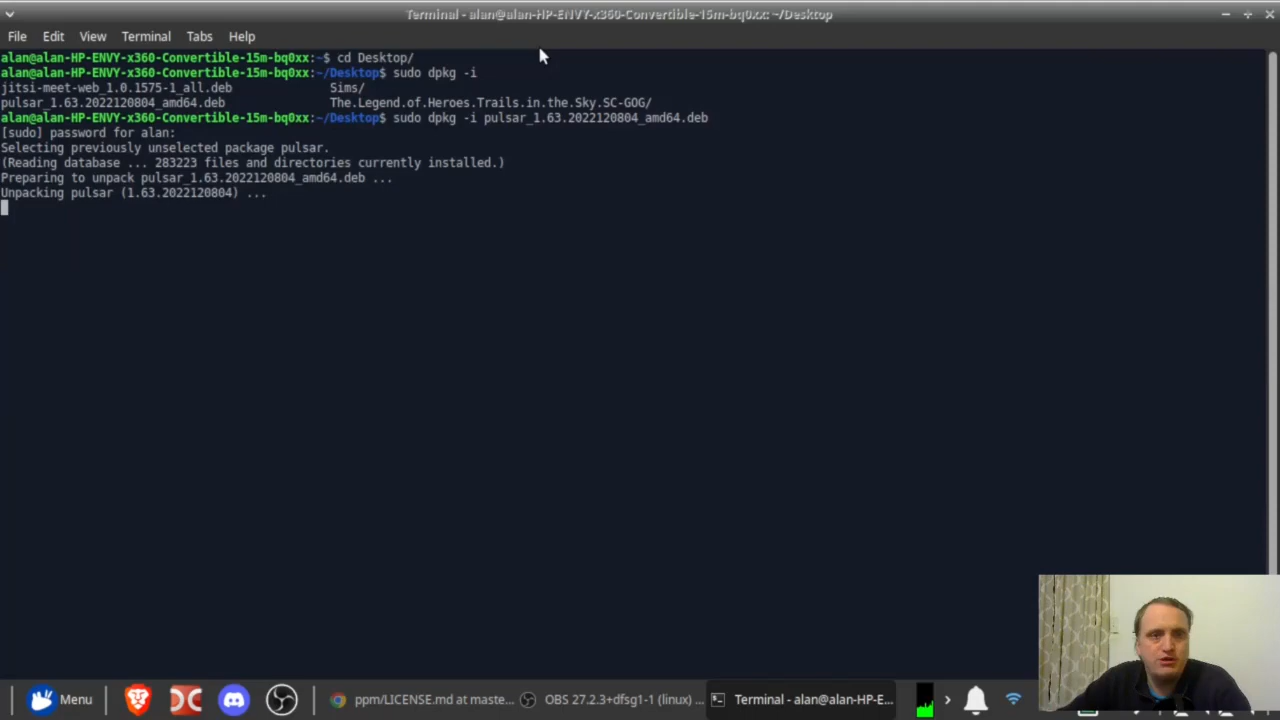 Terminal - alan@alan-HP-ENVY-x360-Convertible-15m-bq0xx: ~/Desktop
File Edit View Terminal Tabs Help
alan@alan-HP-ENVY-x360-Convertible-15m-bq0xx:~$ cd Desktop/
alan@alan-HP-ENVY-x360-Convertible-15m-bq0xx:~/Desktop$ sudo dpkg -i
jitsi-meet-web_1.0.1575-1_all.deb Sims/
pulsar_1.63.2022120804_amd64.deb The.Legend.of.Heroes.Trails.in.the.Sky.SC-GOG/
alan@alan-HP-ENVY-x360-Convertible-15m-bq0xx:~/Desktop$ sudo dpkg -i pulsar_1.63.2022120804_amd64.deb
[sudo] password for alan:
Selecting previously unselected package pulsar.
(Reading database ... 283223 files and directories currently installed.)
Preparing to unpack pulsar_1.63.2022120804_amd64.deb ...
Unpacking pulsar (1.63.2022120804) ...
Menu ppm/LICENSE.md at maste... OBS 27.2.3+dfsg1-1 (linux) ... Terminal - alan@alan-HP-E...